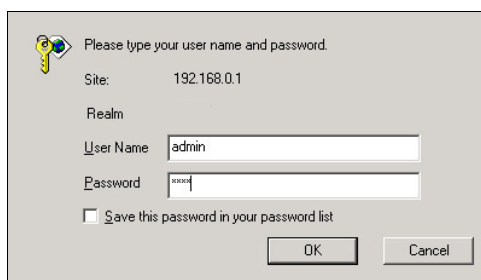 Please type your user name and password.
Site: 192.168.0.1
Realm
User Name admin
Password ****
Save this password in your password list
OK Cancel